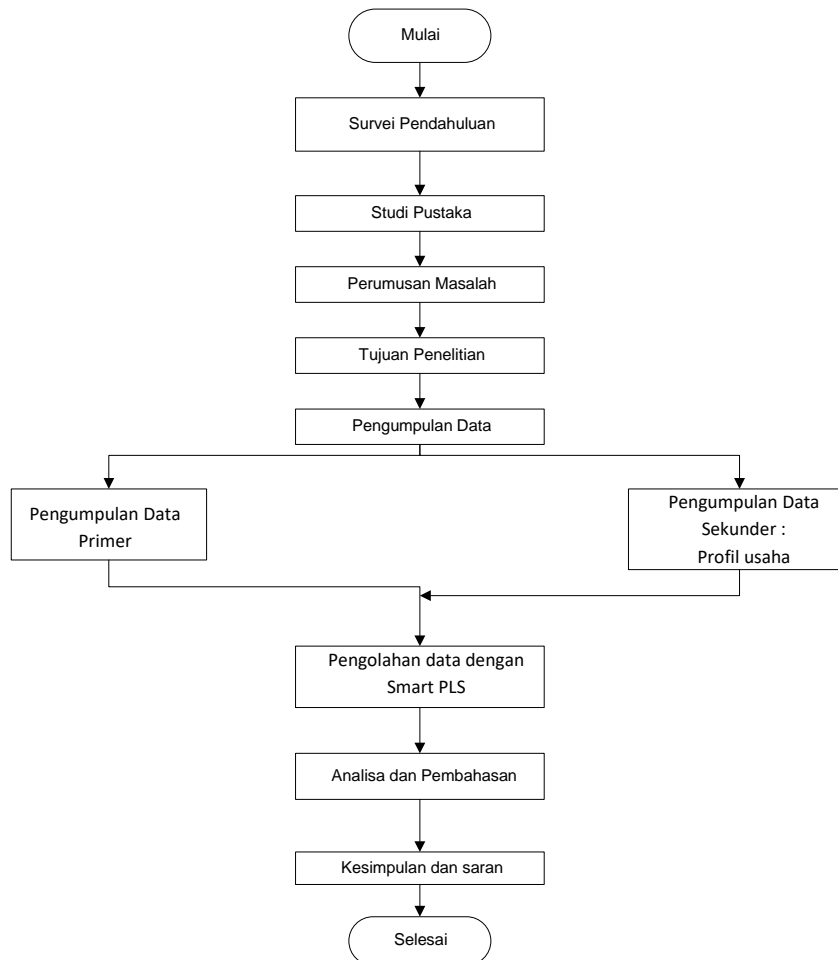 Mulai
Survei Pendahuluan
Studi Pustaka
Perumusan Masalah
Tujuan Penelitian
Pengumpulan Data
Pengumpulan Data
Primer
Pengumpulan Data
Sekunder :
Profil usaha
Pengolahan data dengan
Smart PLS
Analisa dan Pembahasan
Kesimpulan dan saran
Selesai